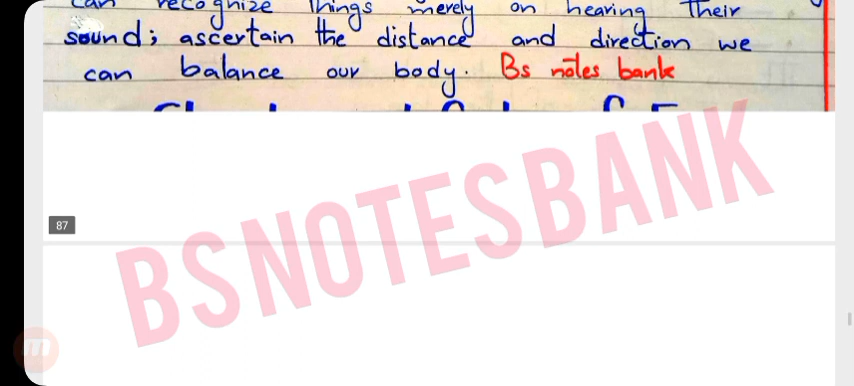 can recognize things merely on hearing their
sound; ascertain the distance and direction we
can balance our body. Bs notes bank
87
BSNOTESBANK
m